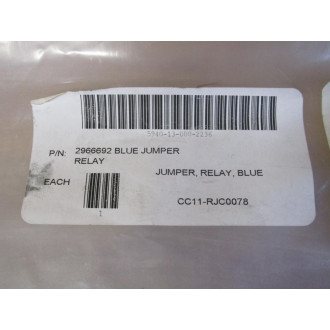 5940-13-000-2236
P/N: 2966692 BLUE JUMPER
RELAY
JUMPER, RELAY, BLUE
EACH
1
CC11-RJC0078